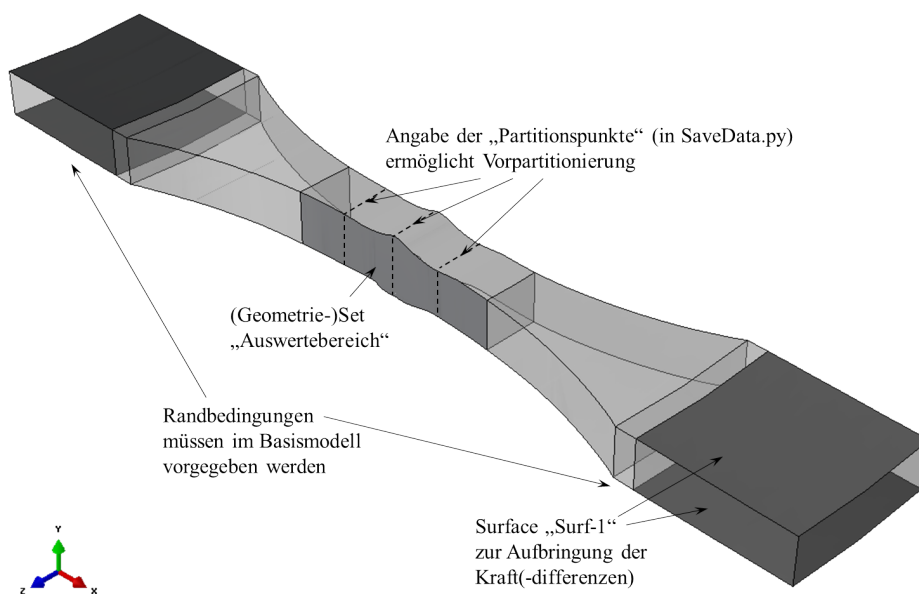 Angabe der „Partitionspunkte“ (in SaveData.py)
ermöglicht Vorpartitionierung
(Geometrie-)Set
„Auswertebereich“
Randbedingungen
müssen im Basismodell
vorgegeben werden
Surface „Surf-1“
zur Aufbringung der
Kraft(-differenzen)
Y
Z
X